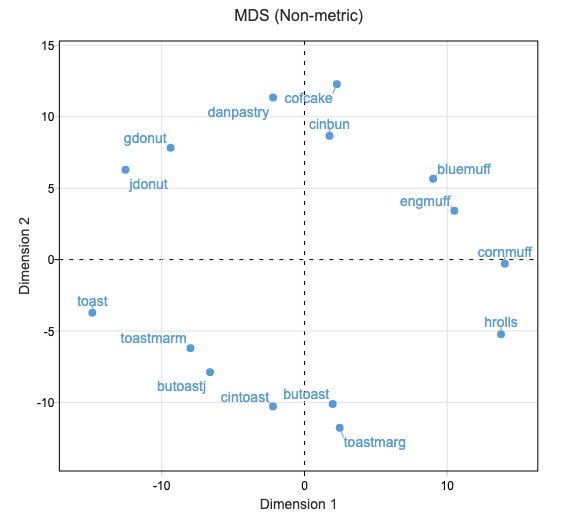 MDS (Non-metric)
15
cofcake
danpastry
10
cinbun
gdonut
bluemuff
jdonut
5
engmuff
cornmuff
0
toast
hrolls
-5
toastmarm
butoastj
cintoast
butoast
-10
toastmarg
-10
0
10
Dimension 1
Dimension 2